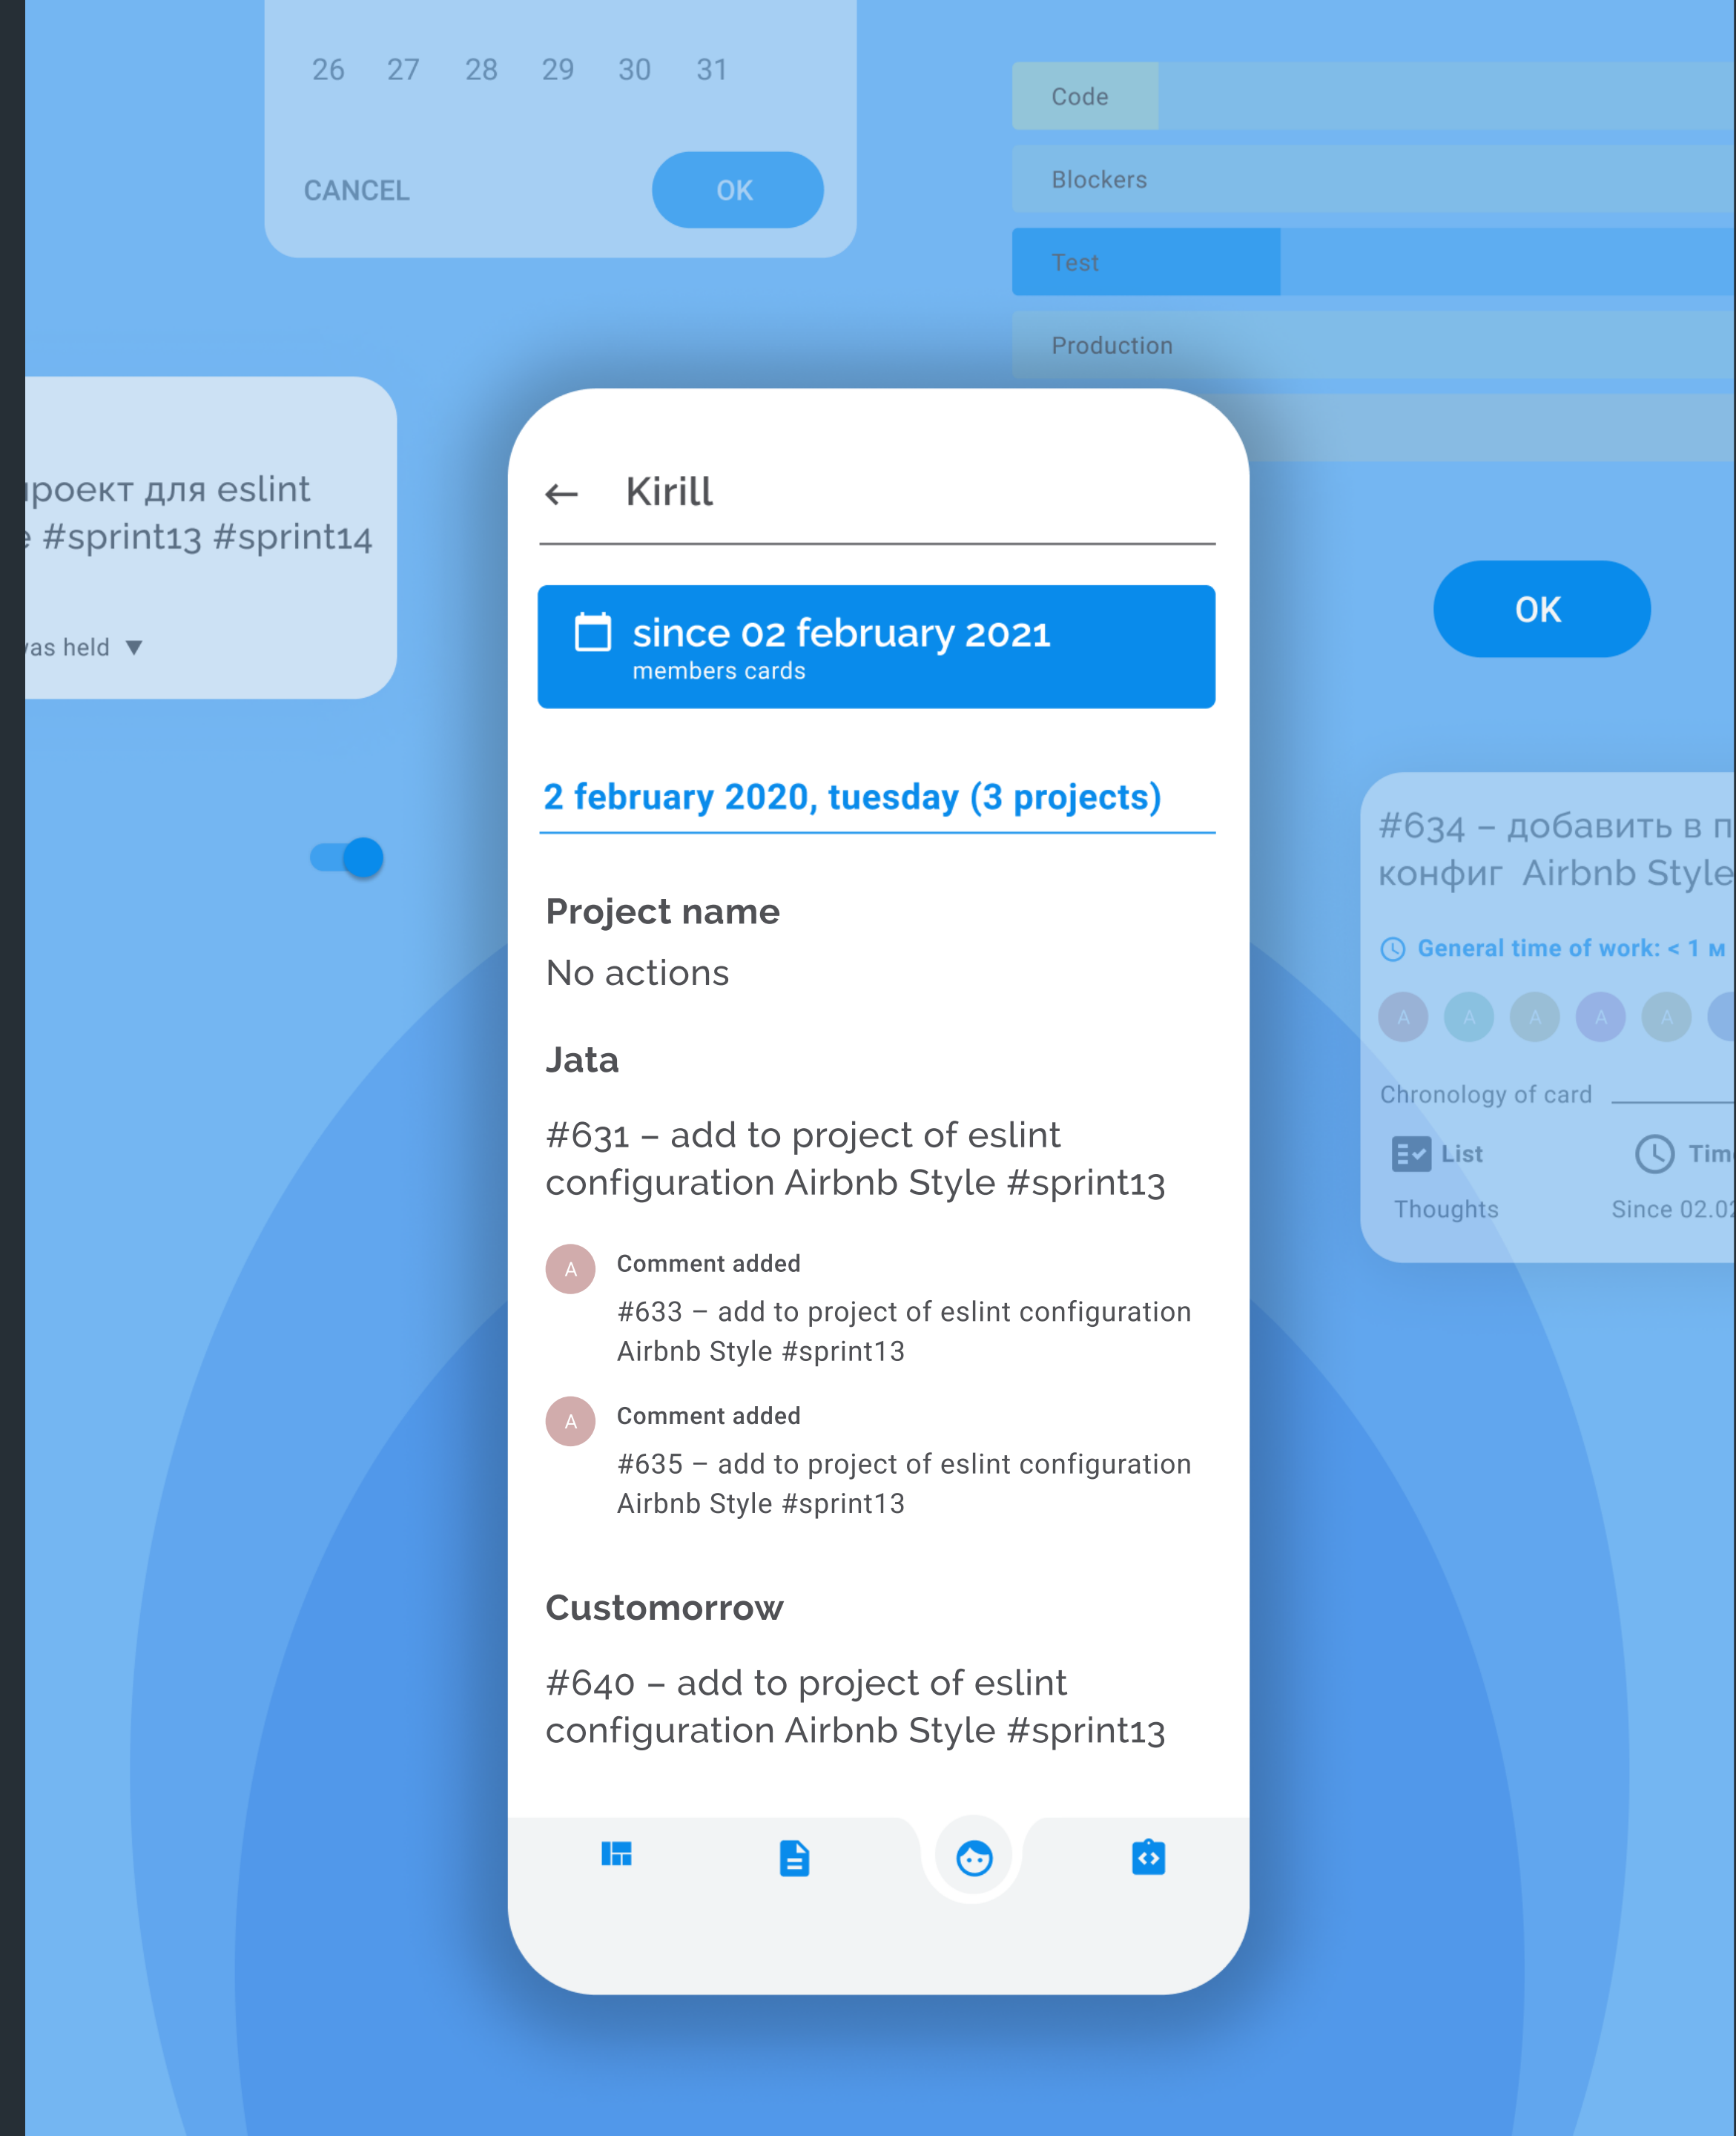 26 27 28 29 30 31
CANCEL OK
Code
Blockers
Test
Production
для eslint
#sprint13 #sprint14
held ▼
Kirill
since 02 february 2021
members cards
2 february 2020, tuesday (3 projects)
Project name
No actions
Jata
#631 – add to project of eslint
configuration Airbnb Style #sprint13
A Comment added
#633 – add to project of eslint configuration
Airbnb Style #sprint13
A Comment added
#635 – add to project of eslint configuration
Airbnb Style #sprint13
Customorrow
#640 – add to project of eslint
configuration Airbnb Style #sprint13
OK
#634 – добавить в
конфиг Airbnb Style
General time of work: < 1 м
A A A A A
Chronology of card
List
Thoughts Since